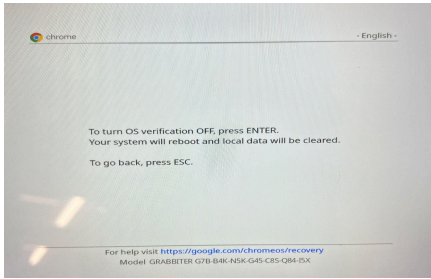 chrome
- English -
To turn OS verification OFF, press ENTER.
Your system will reboot and local data will be cleared.
To go back, press ESC.
For help visit https://google.com/chromeos/recovery
Model GRABBITER G7B-B4K-N5K-G45-C8S-Q84-I5X